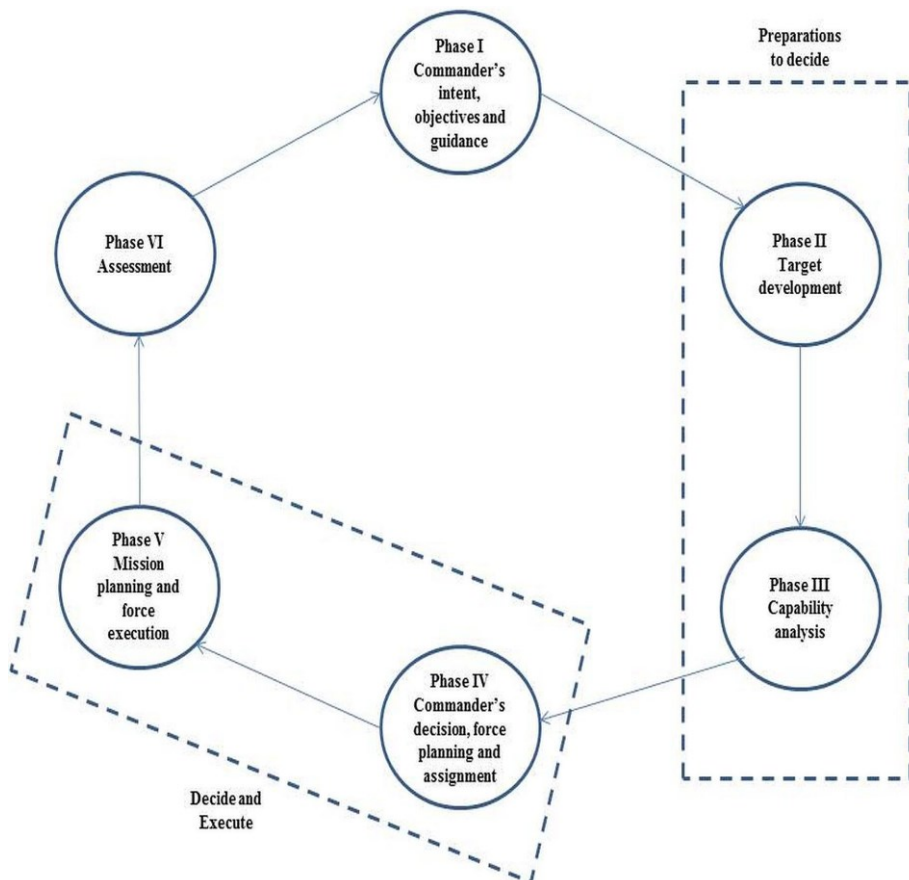 Phase I
Commander’s
intent,
objectives and
guidance
Preparations
to decide
Phase II
Target
development
Phase III
Capability
analysis
Phase IV
Commander’s
decision, force
planning and
assignment
Decide and
Execute
Phase V
Mission
planning and
force
execution
Phase VI
Assessment